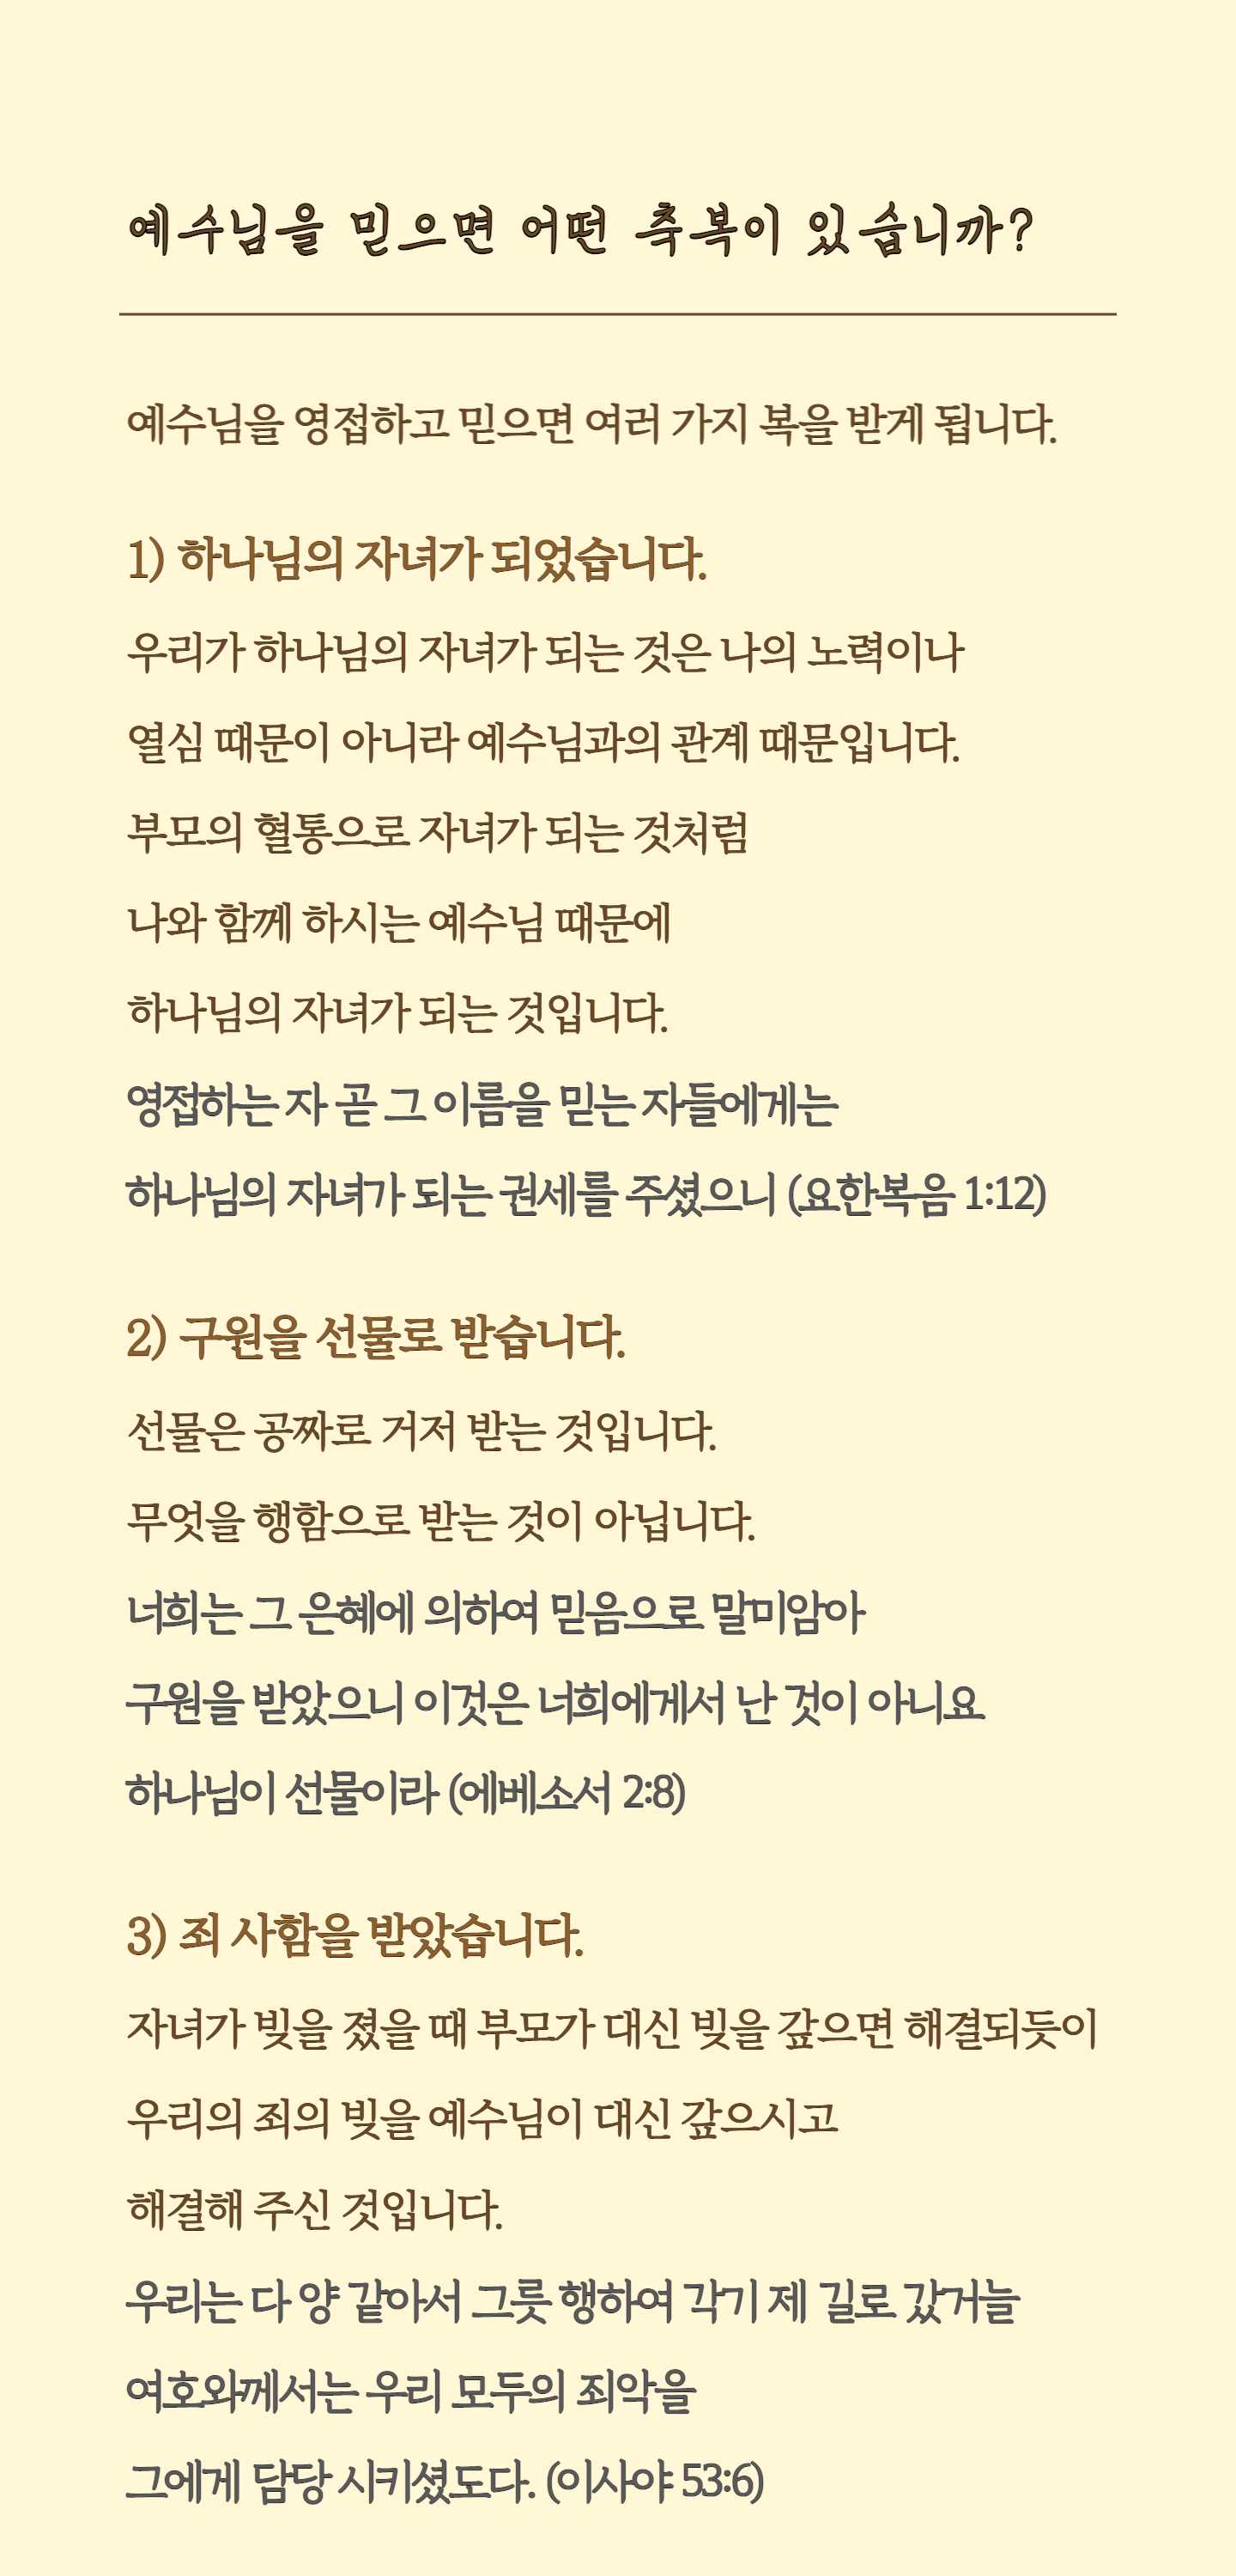 예수님을 믿으면 어떤 축복이 있습니까?
예수님을 영접하고 믿으면 여러 가지 복을 받게 됩니다.
1) 하나님의 자녀가 되었습니다.
우리가 하나님의 자녀가 되는 것은 나의 노력이나
열심 때문이 아니라 예수님과의 관계 때문입니다.
부모의 혈통으로 자녀가 되는 것처럼
나와 함께 하시는 예수님 때문에
하나님의 자녀가 되는 것입니다.
영접하는 자 곧 그 이름을 믿는 자들에게는
하나님의 자녀가 되는 권세를 주셨으니 (요한복음 1:12)
2) 구원을 선물로 받습니다.
선물은 공짜로 거저 받는 것입니다.
무엇을 행함으로 받는 것이 아닙니다.
너희는 그 은혜에 의하여 믿음으로 말미암아
구원을 받았으니 이것은 너희에게서 난 것이 아니요
하나님이 선물이라 (에베소서 2:8)
3) 죄 사함을 받았습니다.
자녀가 빚을 졌을 때 부모가 대신 빚을 갚으면 해결되듯이
우리의 죄의 빚을 예수님이 대신 갚으시고
해결해 주신 것입니다.
우리는 다 양 같아서 그릇 행하여 각기 제 길로 갔거늘
여호와께서는 우리 모두의 죄악을
그에게 담당 시키셨도다. (이사야 53:6)